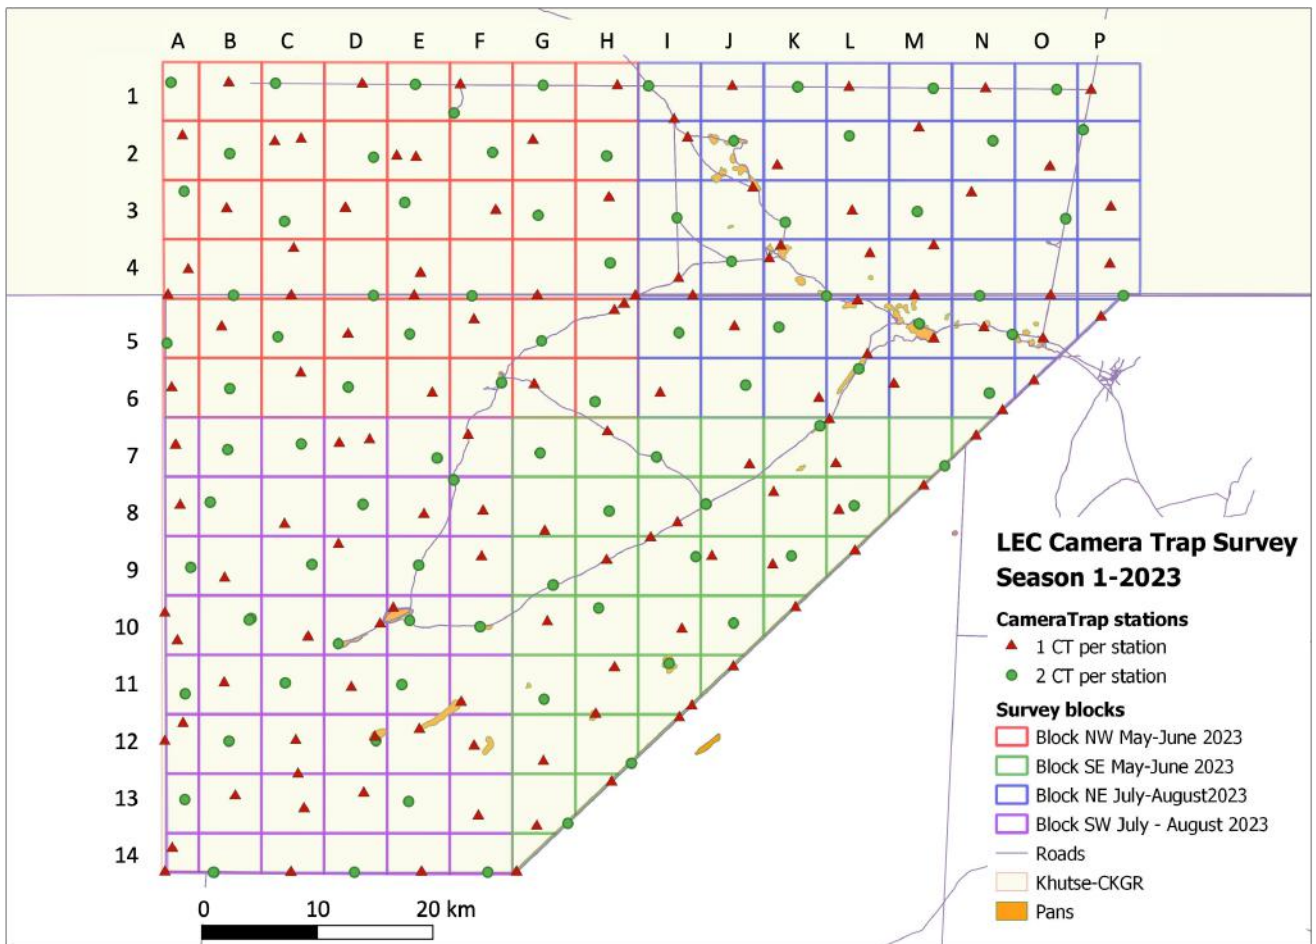 A B C D E F G H I J K L M N O P
1
2
3
4
5
6
7
8
9
10
11
12
13
14
LEC Camera Trap Survey
Season 1-2023
CameraTrap stations
1 CT per station
2 CT per station
Survey blocks
Block NW May-June 2023
Block SE May-June 2023
Block NE July-August2023
Block SW July - August 2023
Roads
Khutse-CKGR
Pans
0 10 20 km